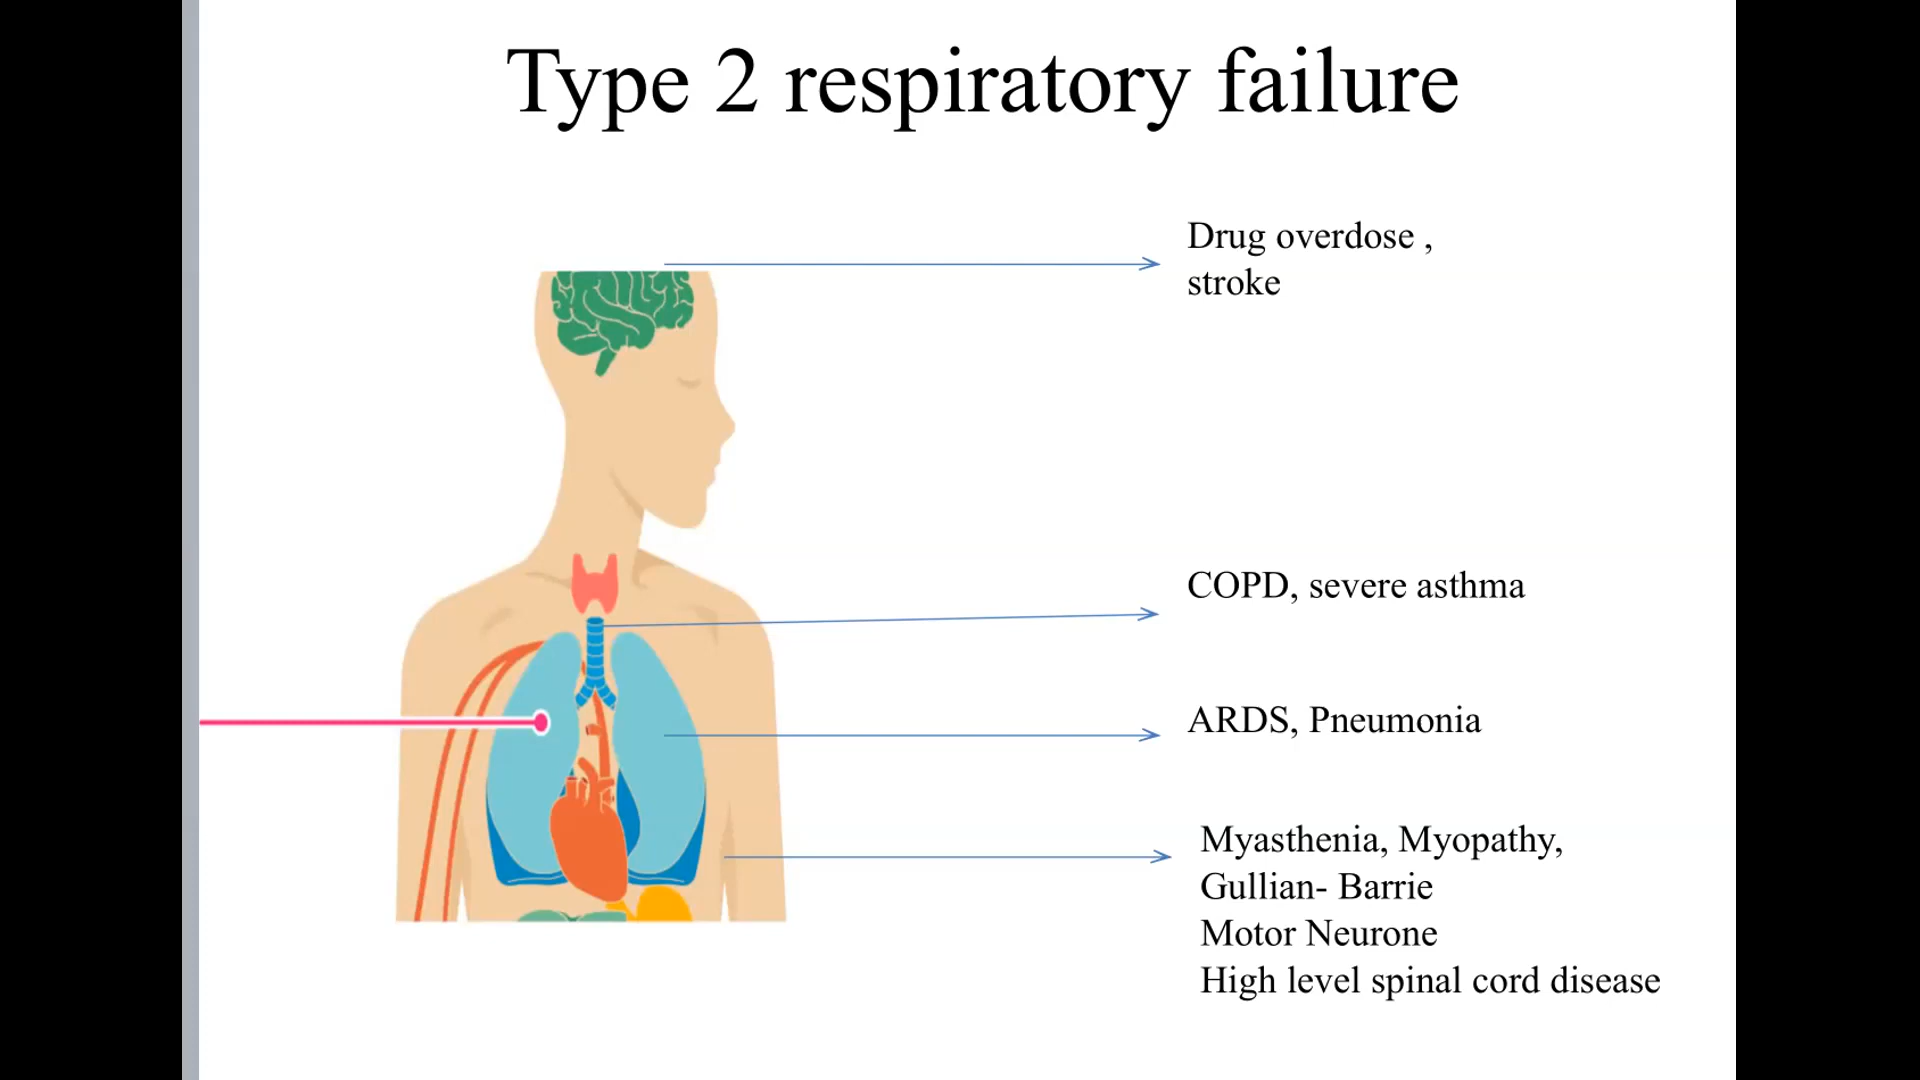 Type 2 respiratory failure
Drug overdose ,
stroke
COPD, severe asthma
ARDS, Pneumonia
Myasthenia, Myopathy,
Gullian- Barrie
Motor Neurone
High level spinal cord disease